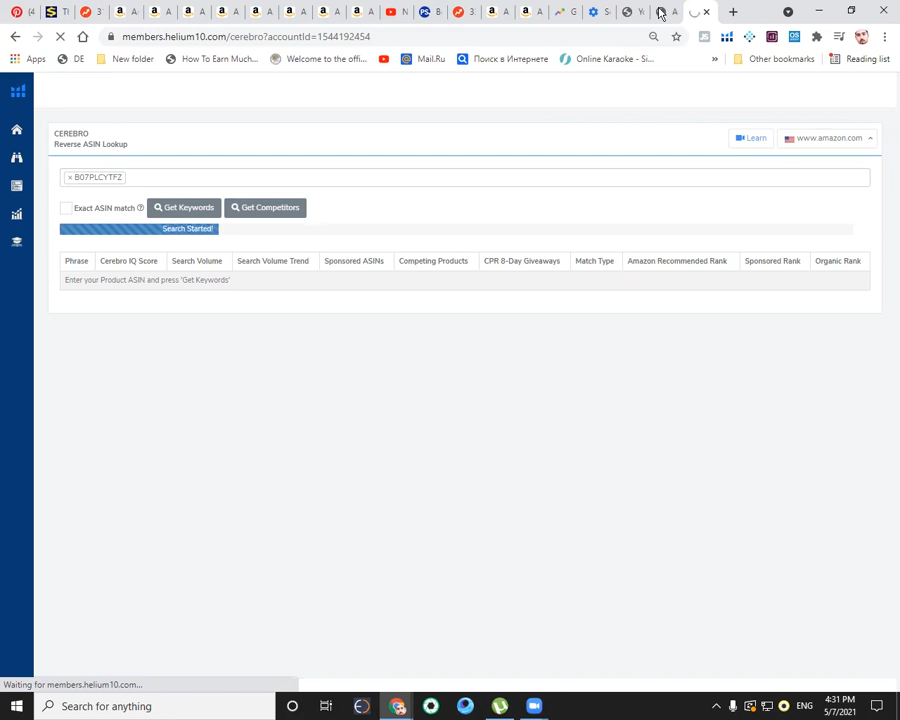 (4 T 3 A A A A A A A A N B 3: A A G S Y A
members.helium10.com/cerebro?accountId=1544192454
Apps DE New folder How To Earn Much... Welcome to the offi... Mail.Ru Поиск в Интернете Online Karaoke - Si... » Other bookmarks Reading list
CEREBRO
Reverse ASIN Lookup
Learn www.amazon.com
× B07PLCYTFZ
Exact ASIN match Get Keywords Get Competitors
Search Started!
Phrase Cerebro IQ Score Search Volume Search Volume Trend Sponsored ASINs Competing Products CPR 8-Day Giveaways Match Type Amazon Recommended Rank Sponsored Rank Organic Rank
Enter your Product ASIN and press 'Get Keywords'
Waiting for members.helium10.com...
Search for anything ENG 4:31 PM
5/7/2021